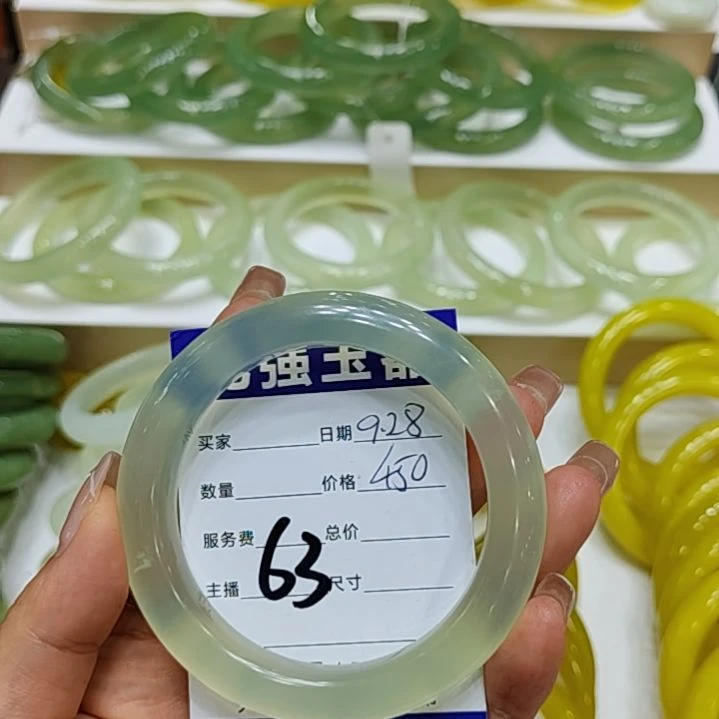 强玉
买家 日期 9.28
数量 价格 450
服务费 总价
主播 63 尺寸